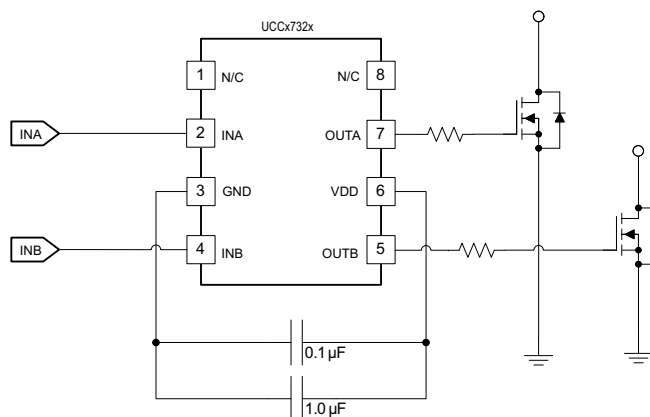 UCCx732x
1 N/C N/C 8
INA 2 INA OUTA 7
3 GND VDD 6
INB 4 INB OUTB 5
0.1 µF
1.0 µF